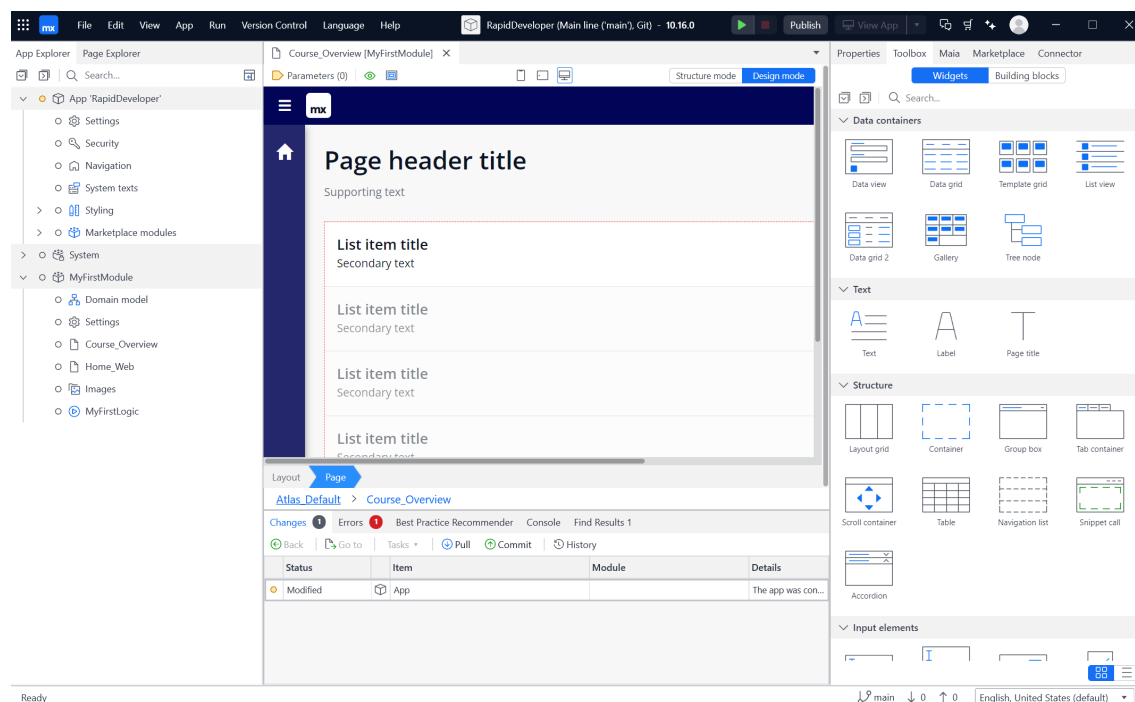 mx File Edit View App Run Version Control Language Help RapidDeveloper (Main line ('main'), Git) - 10.16.0 Publish View App
App Explorer Page Explorer
Search...
App 'RapidDeveloper'
Settings
Security
Navigation
System texts
Styling
Marketplace modules
System
MyFirstModule
Domain model
Settings
Course_Overview
Home_Web
Images
MyFirstLogic
Course_Overview [MyFirstModule]
Parameters (0) Structure mode Design mode
mx
Page header title
Supporting text
List item title
Secondary text
List item title
Secondary text
List item title
Secondary text
List item title
Secondary text
Layout Page
Atlas_Default > Course_Overview
Changes 1 Errors 1 Best Practice Recommender Console Find Results 1
Back Go to Tasks Pull Commit History
Status Item Module Details
Modified App The app was con...
Properties Toolbox Maia Marketplace Connector
Widgets Building blocks
Search...
Data containers
Data view Data grid Template grid List view
Data grid 2 Gallery Tree node
Text
Text Label Page title
Structure
Layout grid Container Group box Tab container
Scroll container Table Navigation list Snippet call
Accordion
Input elements
Ready main 0 0 English, United States (default)